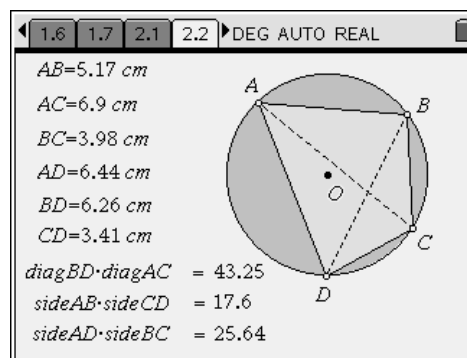 1.6 1.7 2.1 2.2 DEG AUTO REAL
AB=5.17 cm
AC=6.9 cm
BC=3.98 cm
AD=6.44 cm
BD=6.26 cm
CD=3.41 cm
diagBD·diagAC = 43.25
sideAB·sideCD = 17.6
sideAD·sideBC = 25.64
A
B
O
C
D